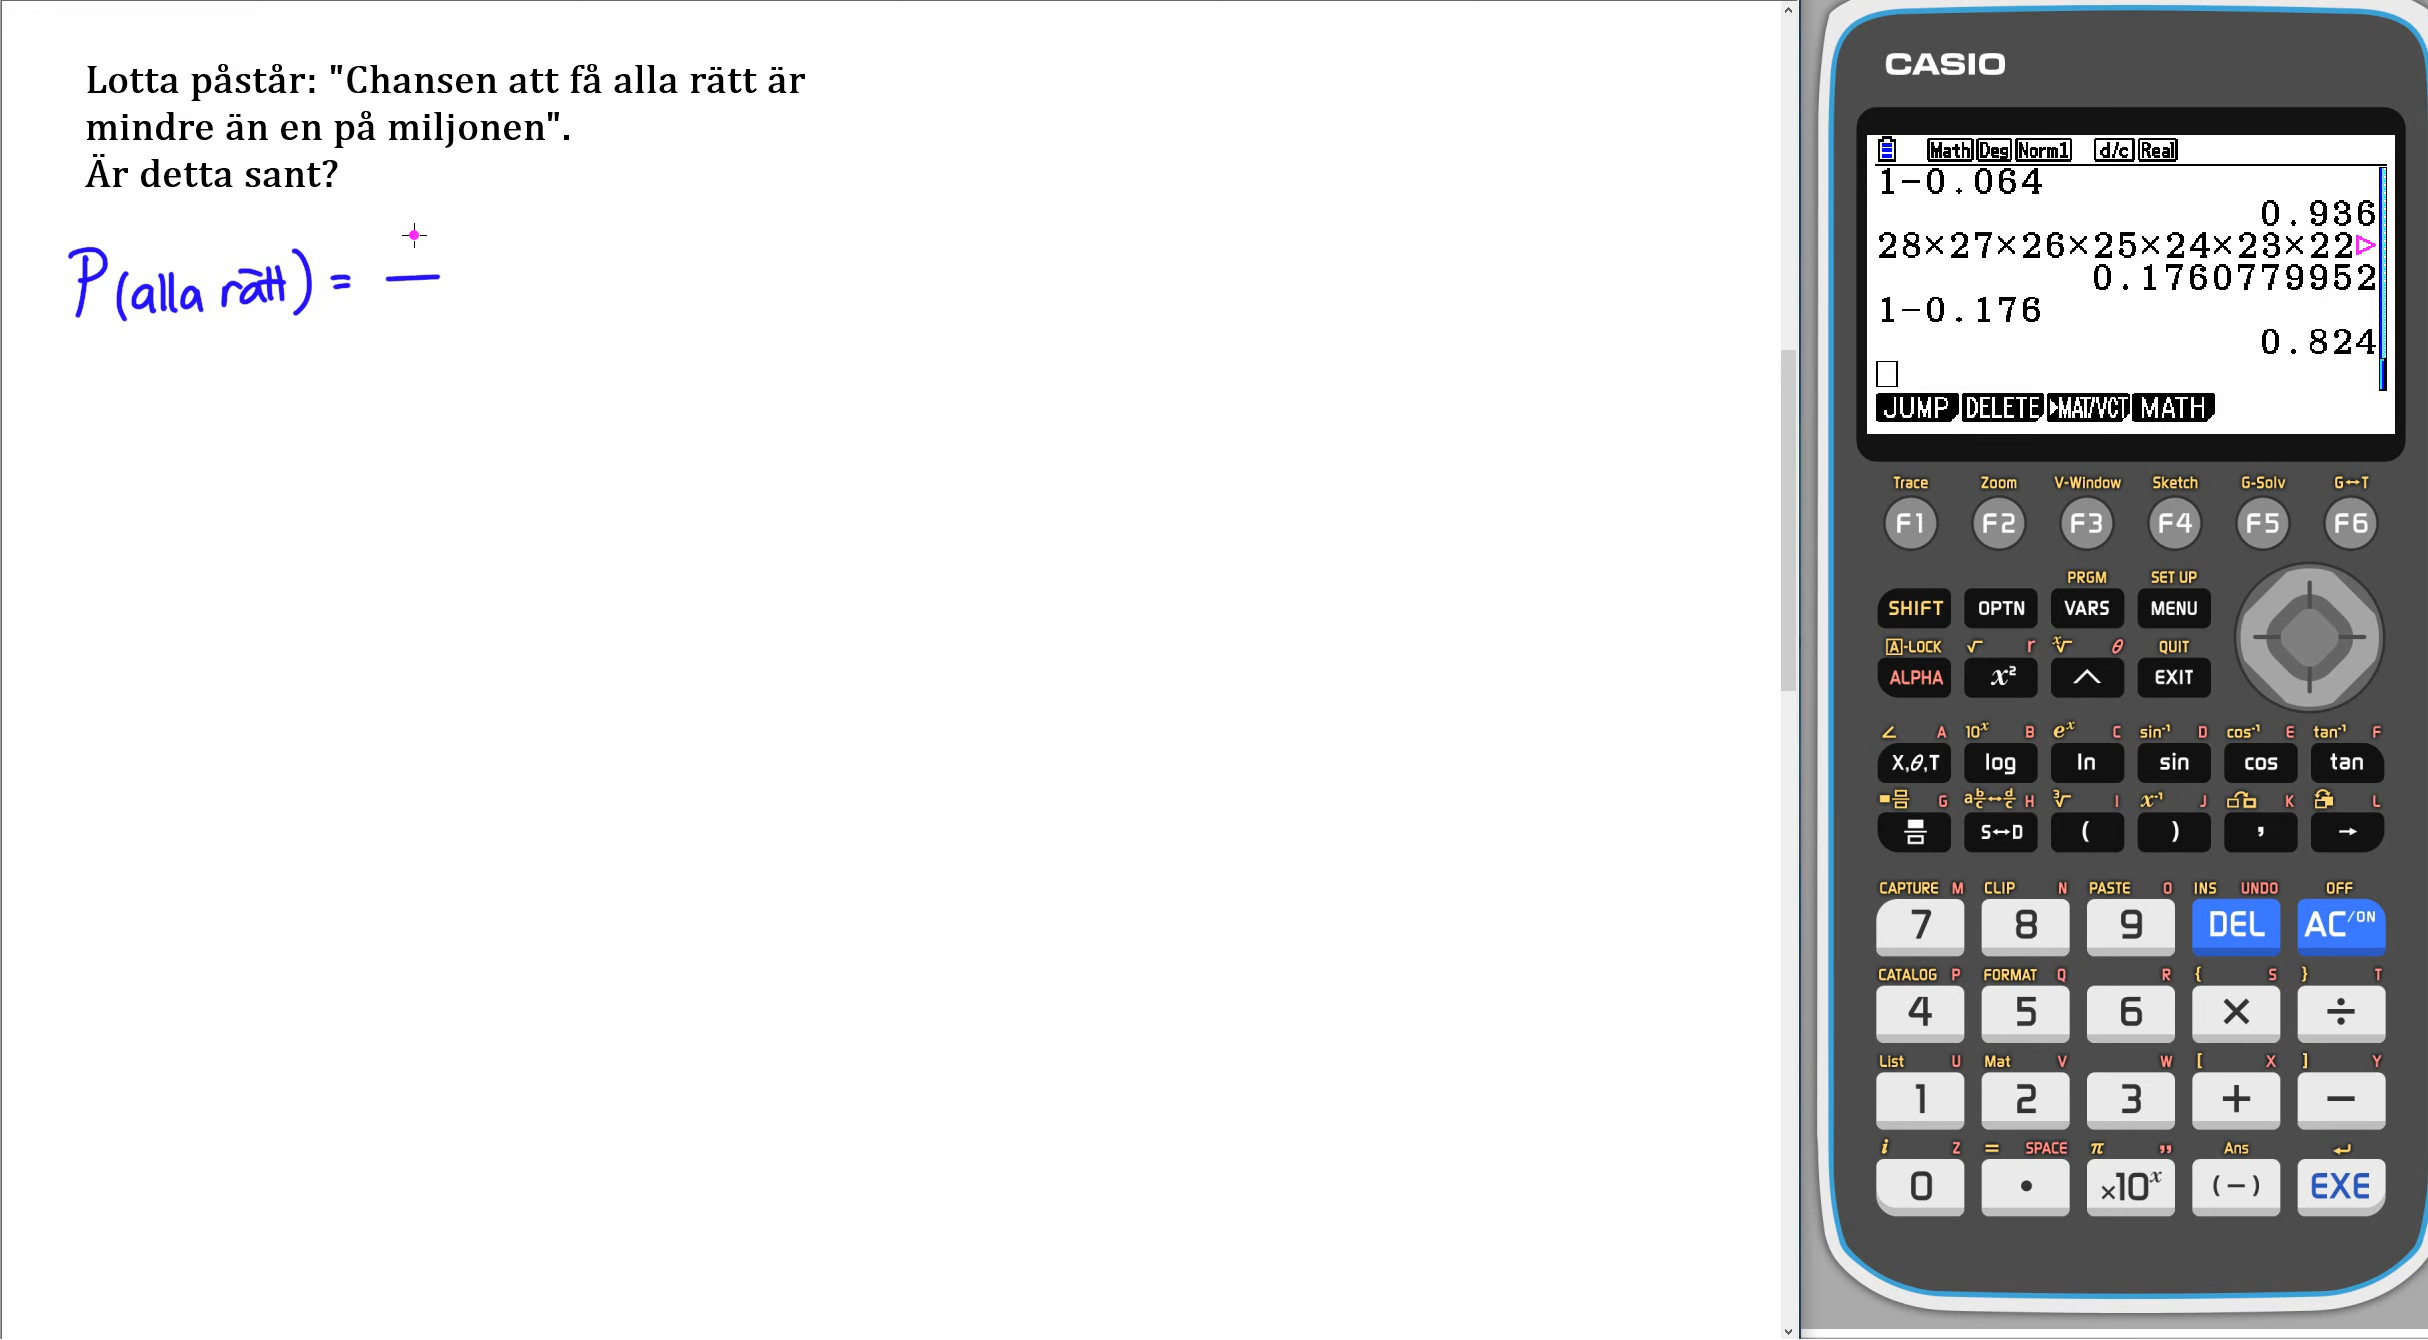 Lotta påstår: "Chansen att få alla rätt är
mindre än en på miljonen".
Är detta sant?
P(alla rätt) =
CASIO
Math Deg Norm1 d/c Real
1-0.064
0.936
28×27×26×25×24×23×22
0.1760779952
1-0.176
0.824
JUMP DELETE ▶MAT/VCT MATH
Trace Zoom V-Window Sketch G-Solv G↔T
F1 F2 F3 F4 F5 F6
PRGM SET UP
SHIFT OPTN VARS MENU
A-LOCK √ r ˣ√ θ QUIT
ALPHA x² ^ EXIT
∠ A 10ˣ B eˣ C sin⁻¹ D cos⁻¹ E tan⁻¹ F
X,θ,T log ln sin cos tan
G a b/c↔d/c H ³√ I x⁻¹ J K L
S↔D ( ) , →
CAPTURE M CLIP N PASTE O INS UNDO OFF
7 8 9 DEL AC/ON
CATALOG P FORMAT Q R { S } T
4 5 6 × ÷
List U Mat V W [ X ] Y
1 2 3 + −
i Z = SPACE π " Ans ↵
0 • ×10ˣ (−) EXE